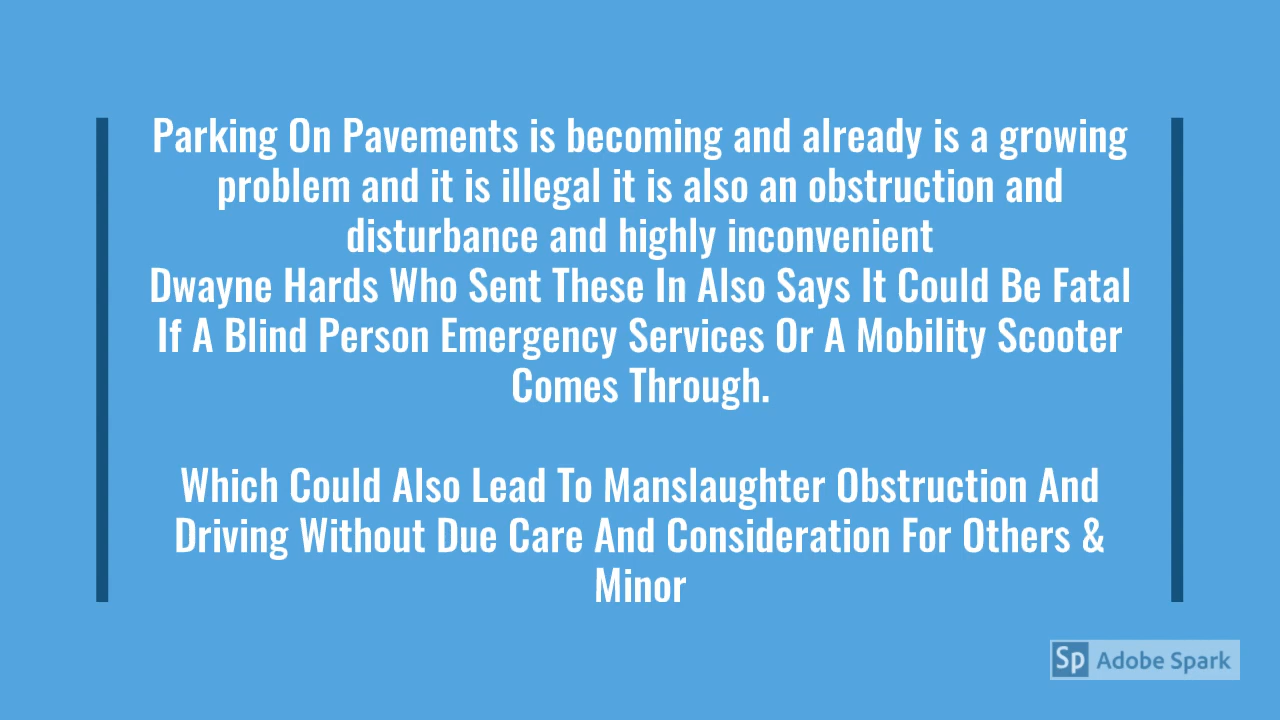 Parking On Pavements is becoming and already is a growing
problem and it is illegal it is also an obstruction and
disturbance and highly inconvenient
Dwayne Hards Who Sent These In Also Says It Could Be Fatal
If A Blind Person Emergency Services Or A Mobility Scooter
Comes Through.
Which Could Also Lead To Manslaughter Obstruction And
Driving Without Due Care And Consideration For Others &
Minor
Sp Adobe Spark